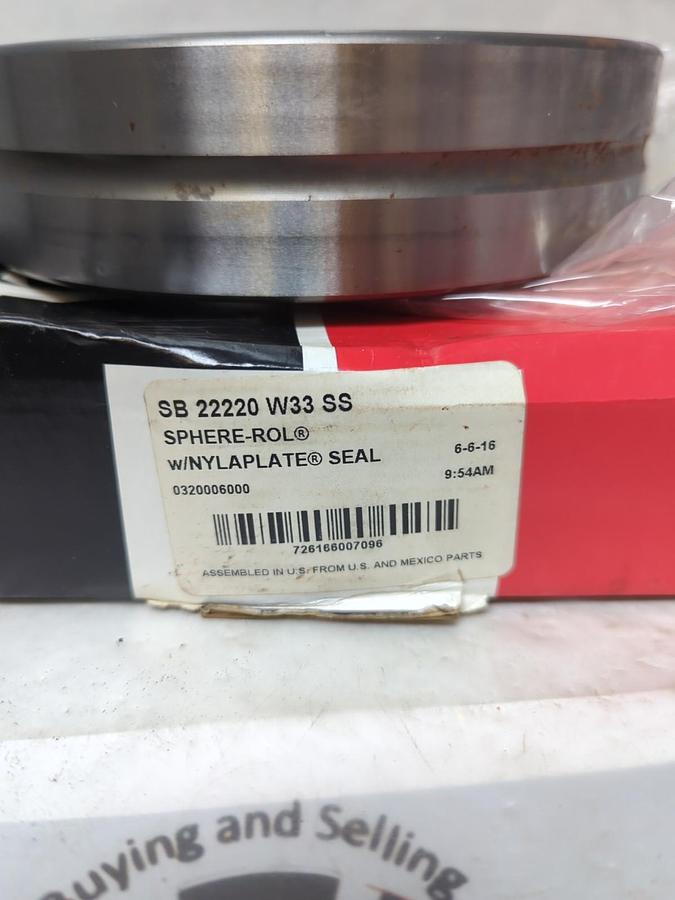 SB 22220 W33 SS
SPHERE-ROL®
w/NYLAPLATE® SEAL
6-6-16
9:54AM
0320006000
726166007096
ASSEMBLED IN U.S. FROM U.S. AND MEXICO PARTS
Buying and Selling